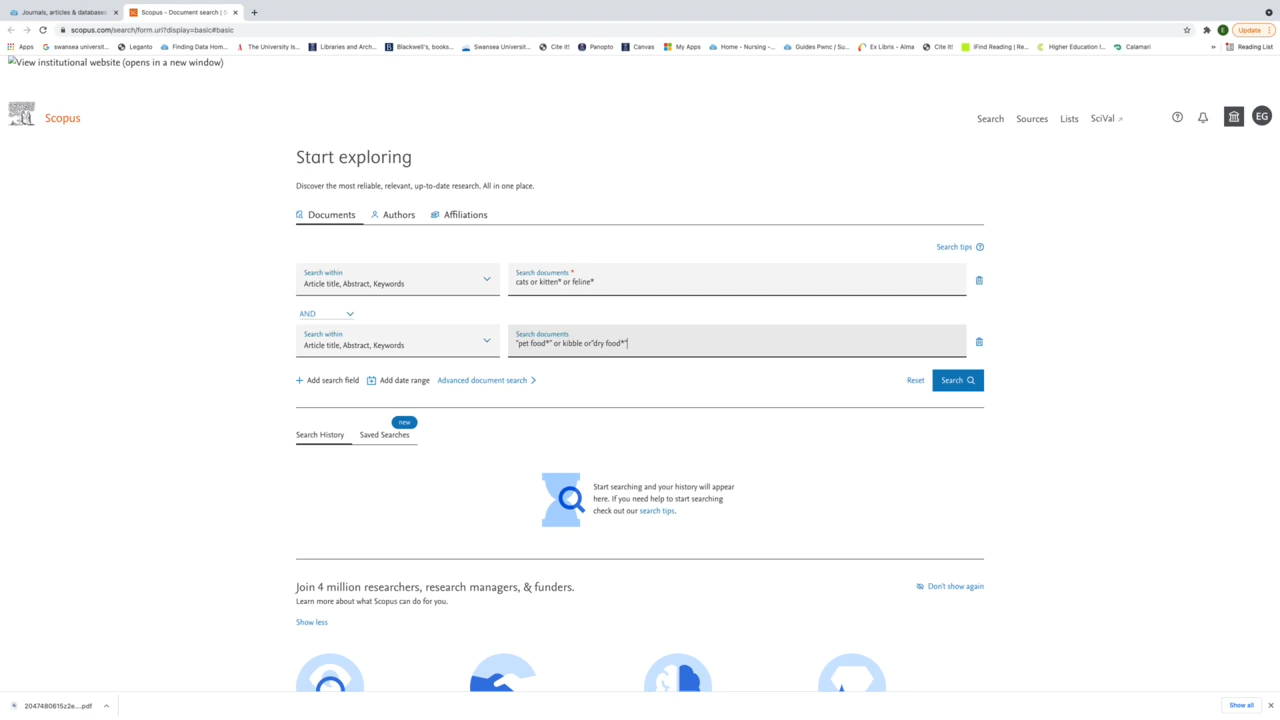 Journals, articles & databases
Scopus - Document search | S
scopus.com/search/form.uri?display=basic#basic
Update
Apps
swansea universit...
Leganto
Finding Data Hom...
The University Is...
Libraries and Arch...
Blackwell's, books...
Swansea Universit...
Cite It!
Panopto
Canvas
My Apps
Home - Nursing -...
Guides Pwnc / Su...
Ex Libris - Alma
Cite It!
iFind Reading | Re...
Higher Education I...
Calamari
»
Reading List
View institutional website (opens in a new window)
Scopus
Search
Sources
Lists
SciVal
EG
Start exploring
Discover the most reliable, relevant, up-to-date research. All in one place.
Documents
Authors
Affiliations
Search tips
Search within
Article title, Abstract, Keywords
Search documents *
cats or kitten* or feline*
AND
Search within
Article title, Abstract, Keywords
Search documents
"pet food*" or kibble or"dry food*"
Add search field
Add date range
Advanced document search
Reset
Search
new
Search History
Saved Searches
Start searching and your history will appear
here. If you need help to start searching
check out our search tips.
Join 4 million researchers, research managers, & funders.
Don't show again
Learn more about what Scopus can do for you.
Show less
2047480615z2e....pdf
Show all